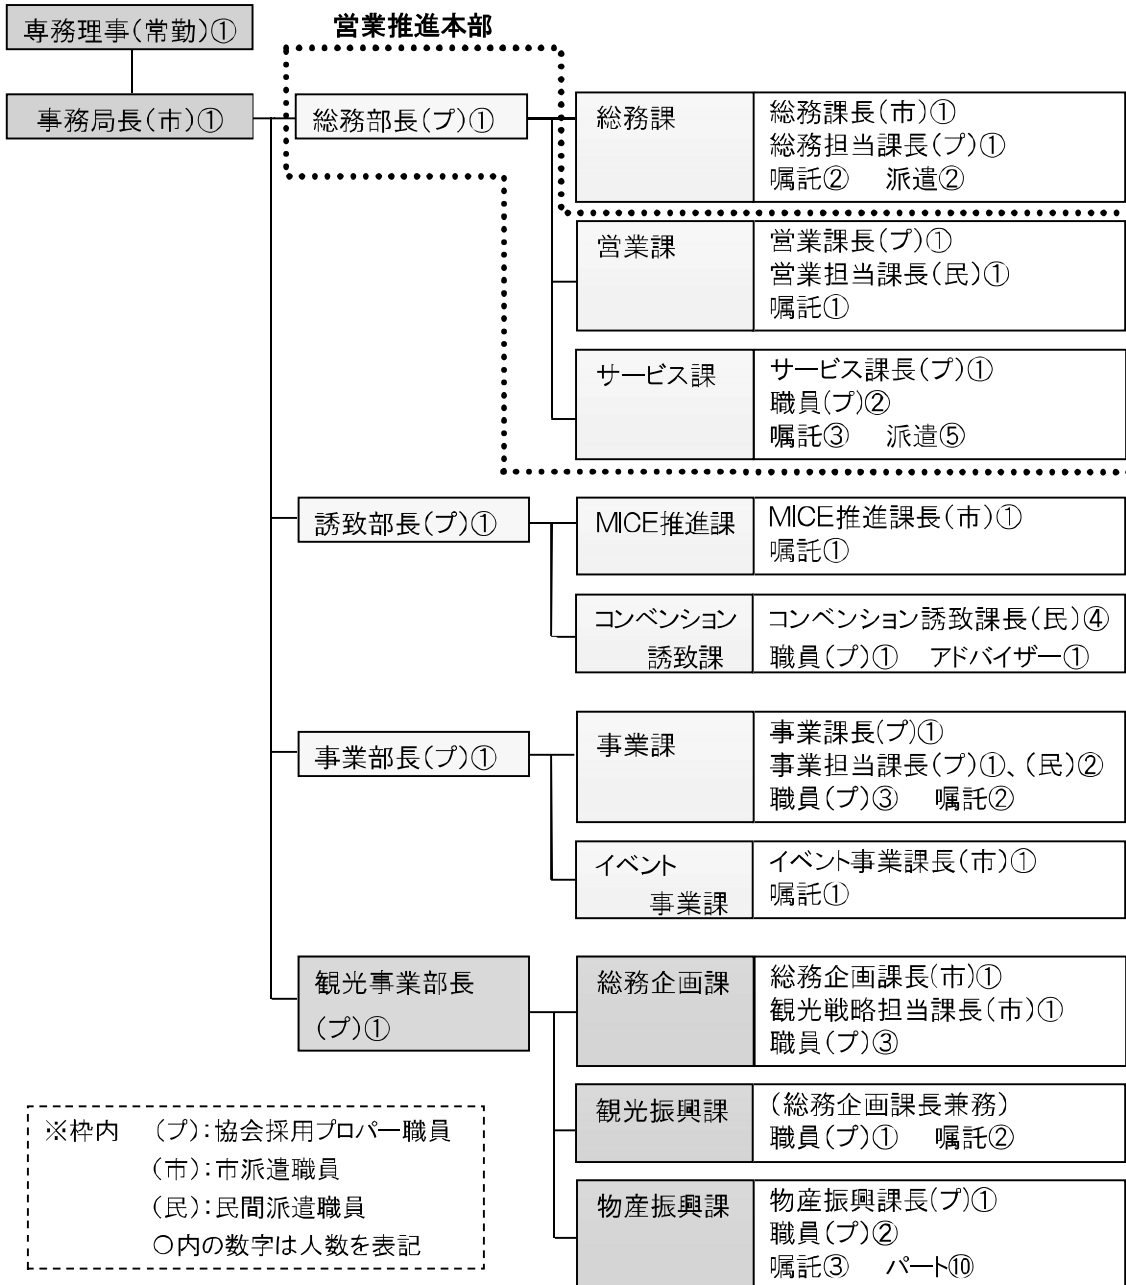 専務理事(常勤)①
営業推進本部
事務局長(市)①
総務部長(プ)①
総務課
総務課長(市)①
総務担当課長(プ)①
嘱託② 派遣②
営業課
営業課長(プ)①
営業担当課長(民)①
嘱託①
サービス課
サービス課長(プ)①
職員(プ)②
嘱託③ 派遣⑤
誘致部長(プ)①
MICE推進課
MICE推進課長(市)①
嘱託①
コンベンション
誘致課
コンベンション誘致課長(民)④
職員(プ)① アドバイザー①
事業部長(プ)①
事業課
事業課長(プ)①
事業担当課長(プ)①、(民)②
職員(プ)③ 嘱託②
イベント
事業課
イベント事業課長(市)①
嘱託①
観光事業部長
(プ)①
総務企画課
総務企画課長(市)①
観光戦略担当課長(市)①
職員(プ)③
観光振興課
(総務企画課長兼務)
職員(プ)① 嘱託②
物産振興課
物産振興課長(プ)①
職員(プ)②
嘱託③ パート⑩
※枠内 (プ):協会採用プロパー職員
(市):市派遣職員
(民):民間派遣職員
○内の数字は人数を表記